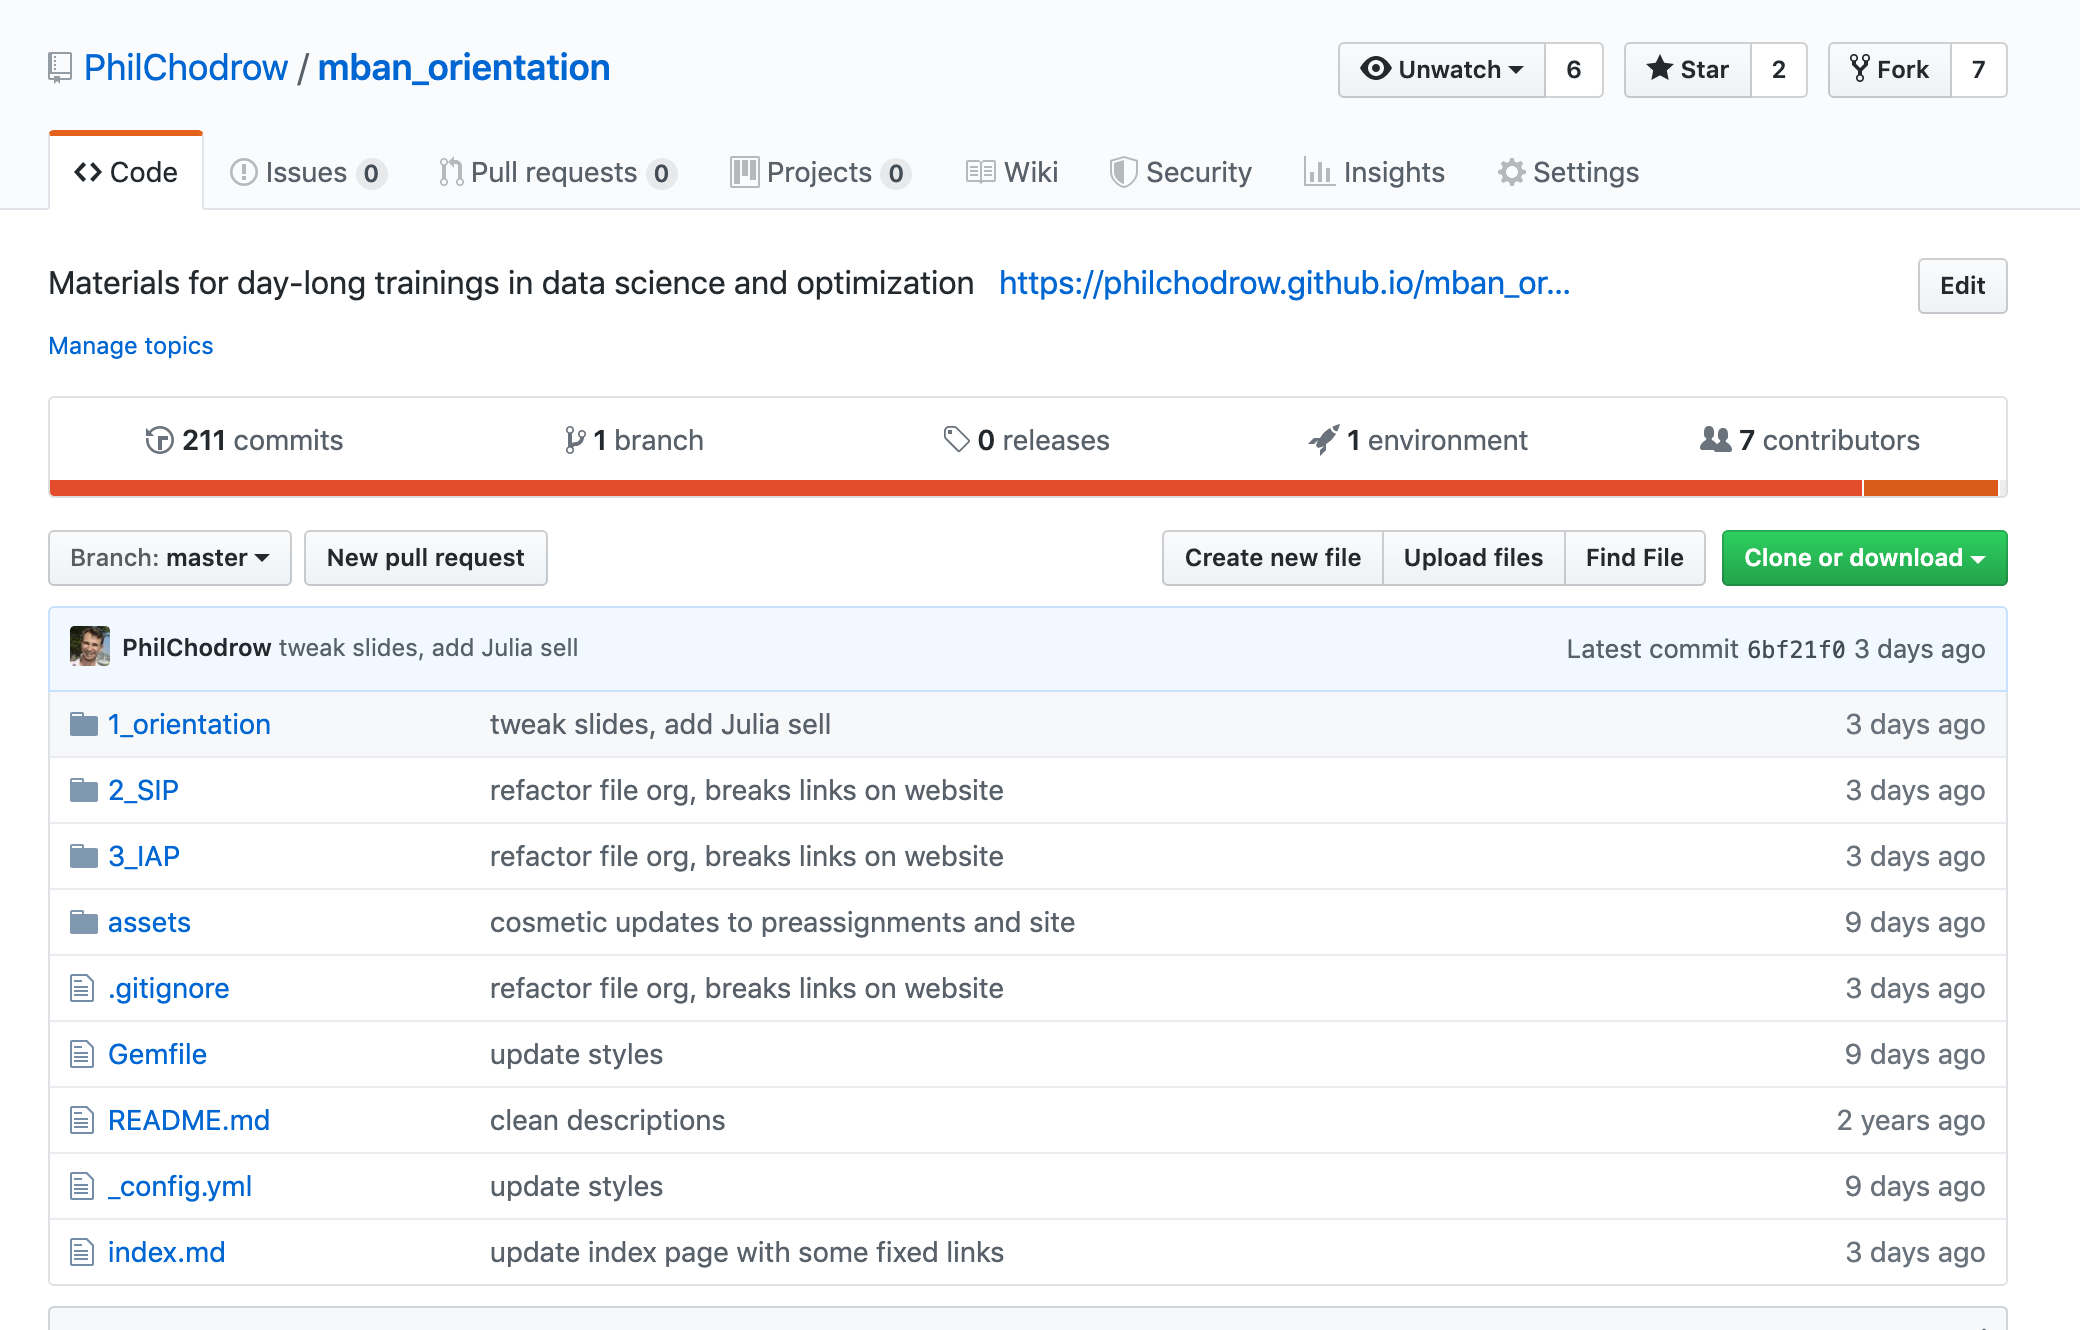 PhilChodrow / mban_orientation
Unwatch 6 Star 2 Fork 7
Code Issues 0 Pull requests 0 Projects 0 Wiki Security Insights Settings
Materials for day-long trainings in data science and optimization https://philchodrow.github.io/mban_or... Edit
Manage topics
211 commits 1 branch 0 releases 1 environment 7 contributors
Branch: master New pull request Create new file Upload files Find File Clone or download
PhilChodrow tweak slides, add Julia sell Latest commit 6bf21f0 3 days ago
1_orientation tweak slides, add Julia sell 3 days ago
2_SIP refactor file org, breaks links on website 3 days ago
3_IAP refactor file org, breaks links on website 3 days ago
assets cosmetic updates to preassignments and site 9 days ago
.gitignore refactor file org, breaks links on website 3 days ago
Gemfile update styles 9 days ago
README.md clean descriptions 2 years ago
_config.yml update styles 9 days ago
index.md update index page with some fixed links 3 days ago